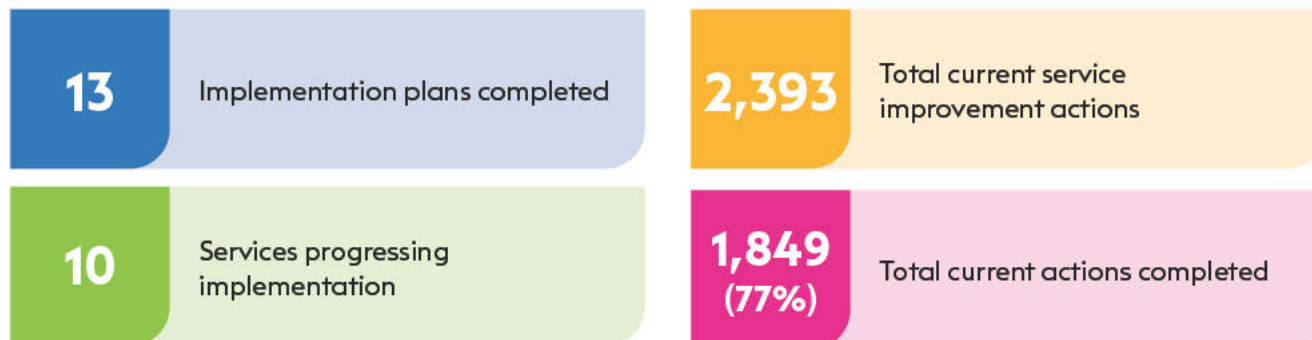 13
Implementation plans completed
2,393
Total current service
improvement actions
10
Services progressing
implementation
1,849
(77%)
Total current actions completed